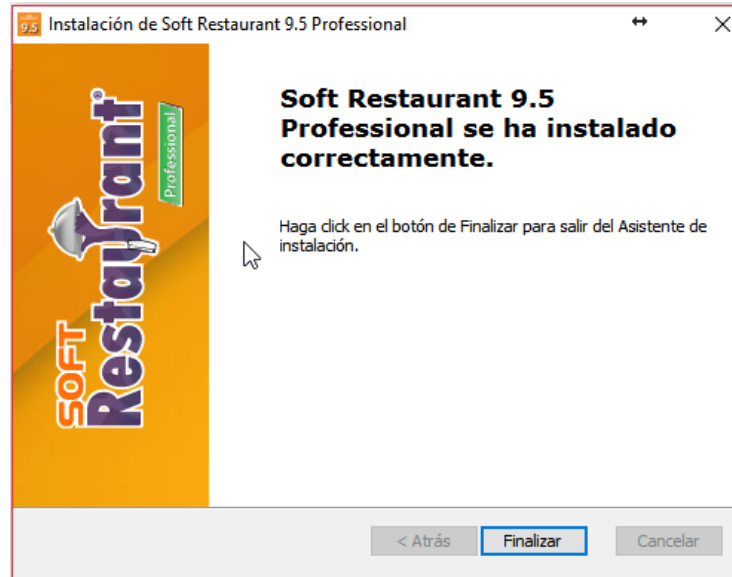 9.5
Instalación de Soft Restaurant 9.5 Professional
SOFT
Restaurant®
Professional
Soft Restaurant 9.5
Professional se ha instalado
correctamente.
Haga click en el botón de Finalizar para salir del Asistente de
instalación.
< Atrás
Finalizar
Cancelar